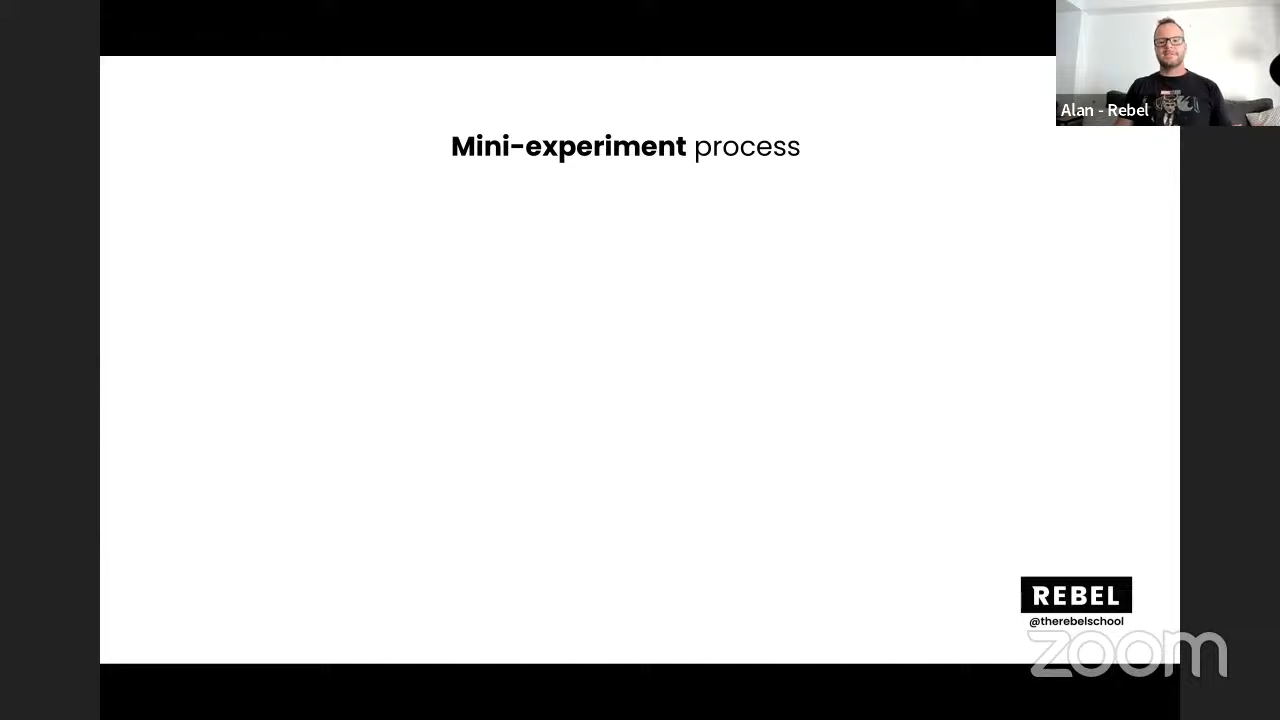 Alan - Rebel
Mini-experiment process
REBEL
@therebelschool
zoom